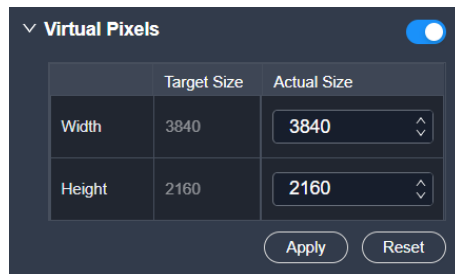 Virtual Pixels
Target Size Actual Size
Width 3840 3840
Height 2160 2160
Apply Reset